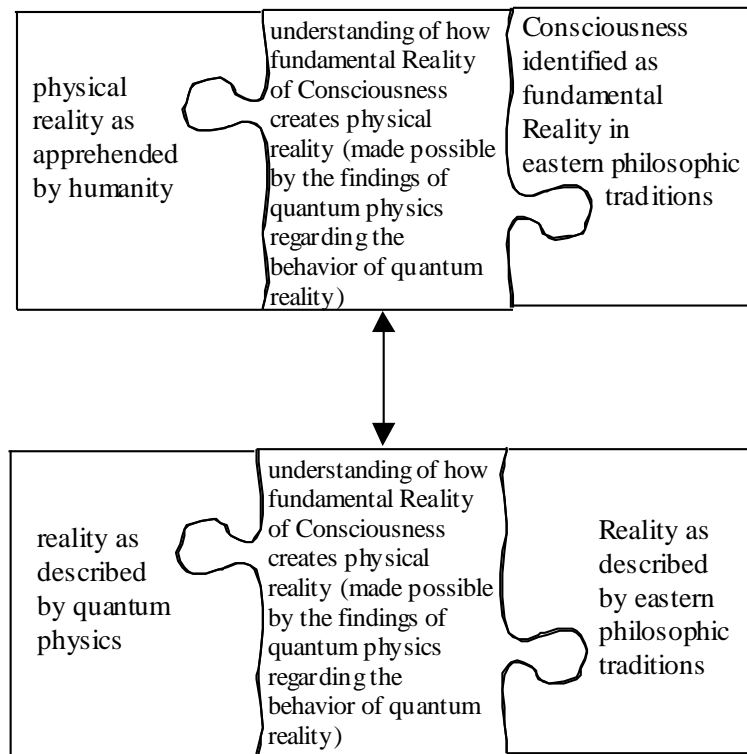 physical
reality as
apprehended
by humanity
understanding of how
fundamental Reality
of Consciousness
creates physical
reality (made possible
by the findings of
quantum physics
regarding the
behavior of quantum
reality)
Consciousness
identified as
fundamental
Reality in
eastern philosophic
traditions
reality as
described
by quantum
physics
understanding of how
fundamental Reality
of Consciousness
creates physical
reality (made possible
by the findings of
quantum physics
regarding the
behavior of quantum
reality)
Reality as
described
by eastern
philosophic
traditions